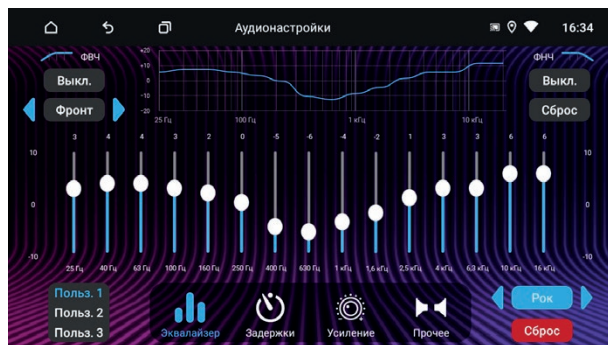 Аудионастройки 16:34
ФВЧ
Выкл.
Фронт
+20
+10
0
-10
-20
25 Гц 100 Гц 1 кГц 10 кГц
ФНЧ
Выкл.
Сброс
3 4 4 3 2 0 -5 -6 -4 -2 1 3 3 6 6
10 10
0 0
-10 -10
25 Гц 40 Гц 63 Гц 100 Гц 160 Гц 250 Гц 400 Гц 630 Гц 1 кГц 1,6 кГц 2,5 кГц 4 кГц 6,3 кГц 10 кГц 16 кГц
Польз. 1
Польз. 2
Польз. 3
Эквалайзер Задержки Усиление Прочее
Рок
Сброс